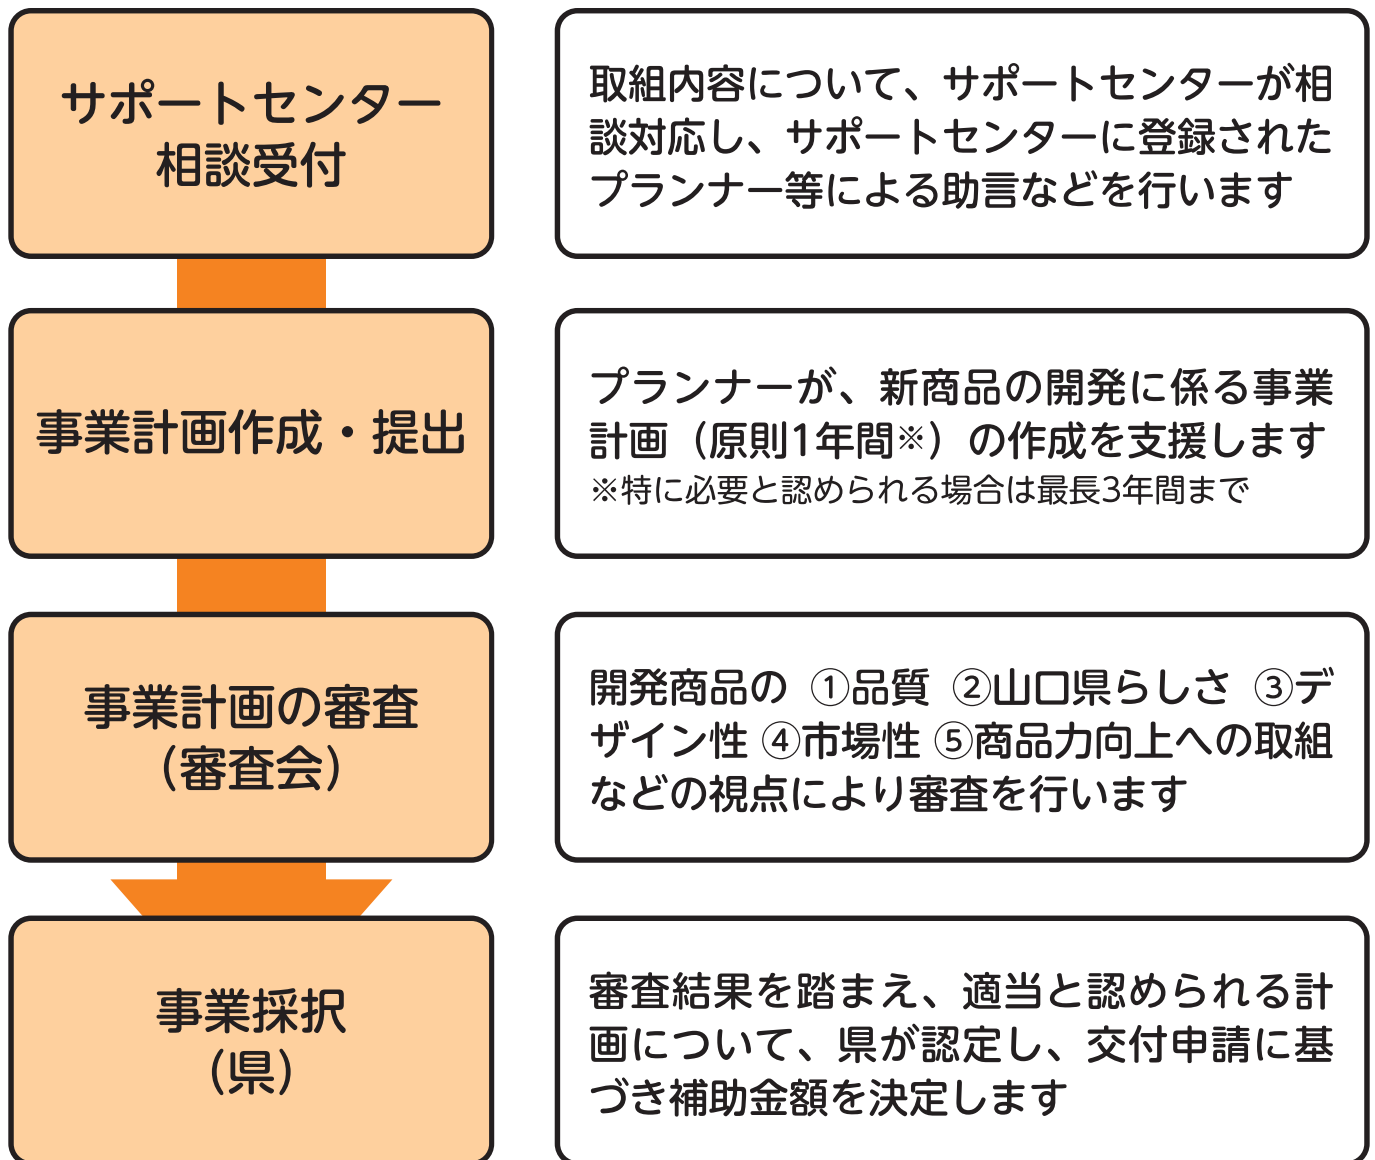 サポートセンター
相談受付
取組内容について、サポートセンターが相
談対応し、サポートセンターに登録された
プランナー等による助言などを行います
事業計画作成・提出
プランナーが、新商品の開発に係る事業
計画（原則1年間※）の作成を支援します
※特に必要と認められる場合は最長3年間まで
事業計画の審査
（審査会）
開発商品の ①品質 ②山口県らしさ ③デ
ザイン性 ④市場性 ⑤商品力向上への取組
などの視点により審査を行います
事業採択
（県）
審査結果を踏まえ、適当と認められる計
画について、県が認定し、交付申請に基
づき補助金額を決定します